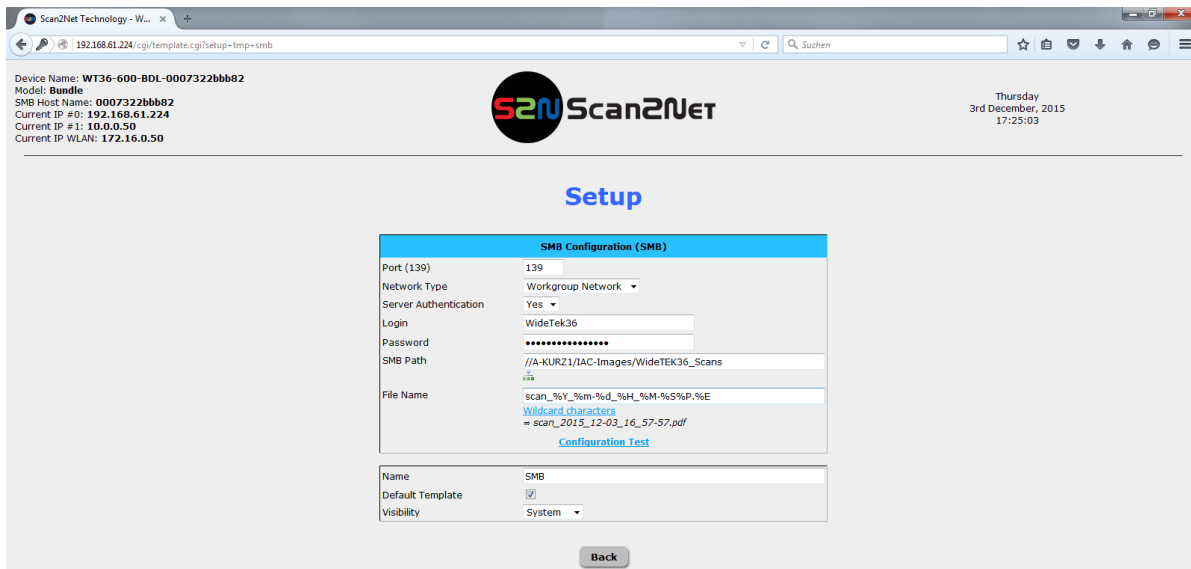 Scan2Net Technology - W...
192.168.61.224/cgi/template.cgi?setup+tmp+smb
Suchen
Device Name: WT36-600-BDL-0007322bbb82
Model: Bundle
SMB Host Name: 0007322bbb82
Current IP #0: 192.168.61.224
Current IP #1: 10.0.0.50
Current IP WLAN: 172.16.0.50
S2N Scan2Net
Thursday
3rd December, 2015
17:25:03
Setup
SMB Configuration (SMB)
Port (139) 139
Network Type Workgroup Network
Server Authentication Yes
Login WideTek36
Password ••••••••••••••••
SMB Path //A-KURZ1/IAC-Images/WideTEK36_Scans
File Name scan_%Y_%m-%d_%H_%M-%S%P.%E
Wildcard characters
⇒ scan_2015_12-03_16_57-57.pdf
Configuration Test
Name SMB
Default Template
Visibility System
Back